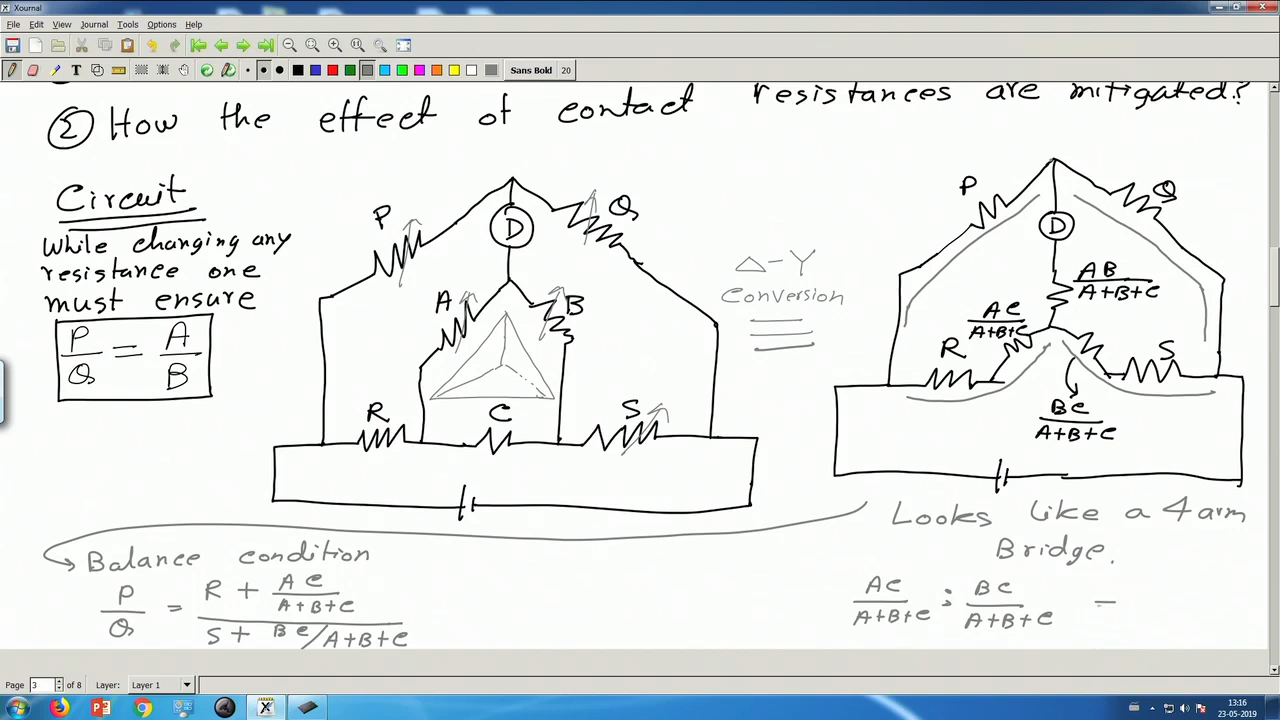 Xournal
File Edit View Journal Tools Options Help
Sans Bold 20
② How the effect of contact resistances are mitigated?
Circuit
While changing any
resistance one
must ensure
P/Q = A/B
P
D
Q
A
B
R
C
S
Δ-Y
Conversion
P
D
Q
AB/A+B+C
AC/A+B+C
R
S
BC/A+B+C
Looks like a 4 arm
Bridge.
Balance condition
P/Q = R + AC/A+B+C / S + BC/A+B+C
AC/A+B+C : BC/A+B+C =
Page 3 of 8 Layer: Layer 1
13:16
23-05-2019